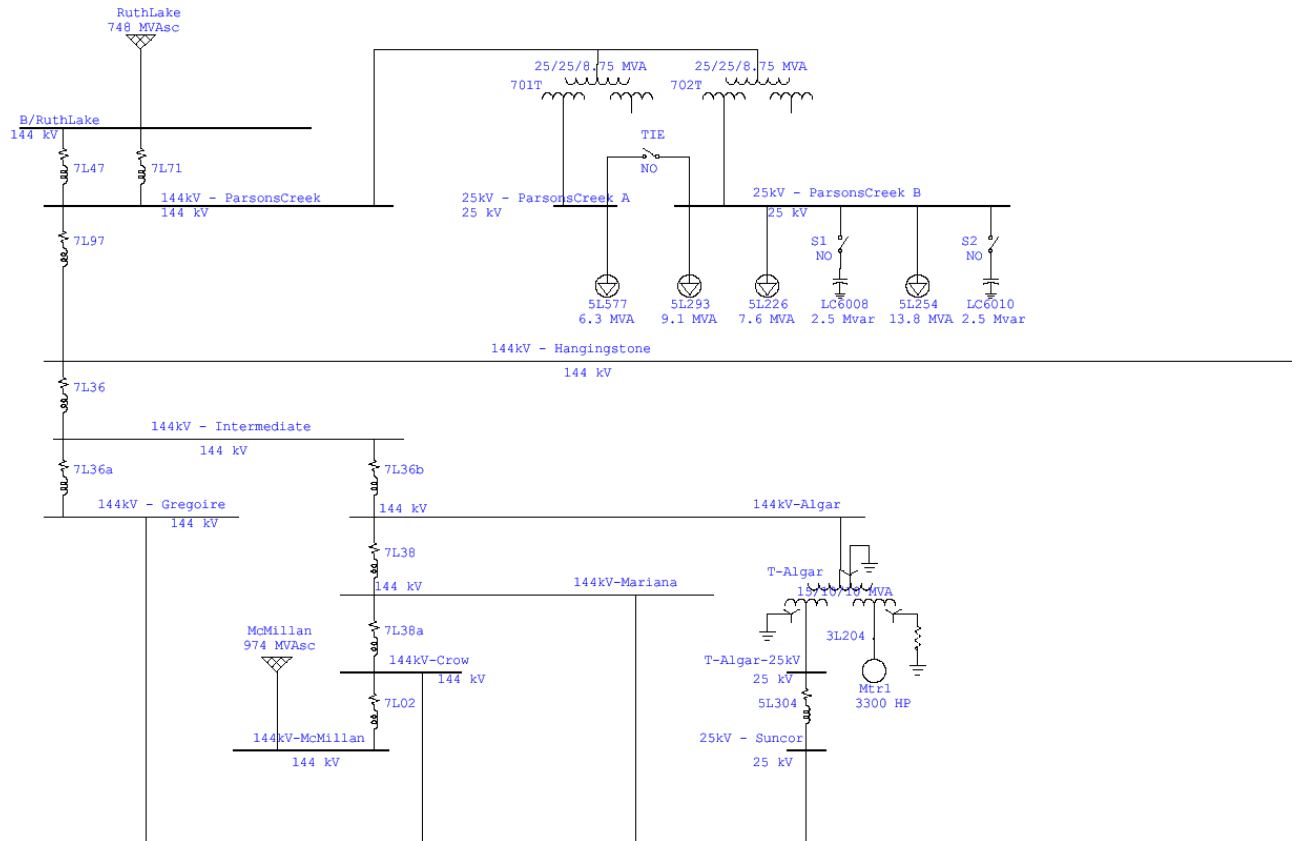 RuthLake
748 MVAsc
25/25/8.75 MVA
25/25/8.75 MVA
701T
702T
B/RuthLake
144 kV
TIE
NO
7L47
7L71
144kV - ParsonsCreek
144 kV
25kV - ParsonsCreek A
25 kV
25kV - ParsonsCreek B
25 kV
7L97
S1
NO
S2
NO
5L577
6.3 MVA
5L293
9.1 MVA
5L226
7.6 MVA
LC6008
2.5 Mvar
5L254
13.8 MVA
LC6010
2.5 Mvar
144kV - Hangingstone
144 kV
7L36
144kV - Intermediate
144 kV
7L36a
7L36b
144kV - Gregoire
144 kV
144 kV
144kV-Algar
7L38
T-Algar
15/10/10 MVA
144 kV
144kV-Mariana
McMillan
974 MVAsc
7L38a
3L204
144kV-Crow
144 kV
T-Algar-25kV
25 kV
Mtr1
3300 HP
7L02
5L304
144kV-McMillan
144 kV
25kV - Suncor
25 kV